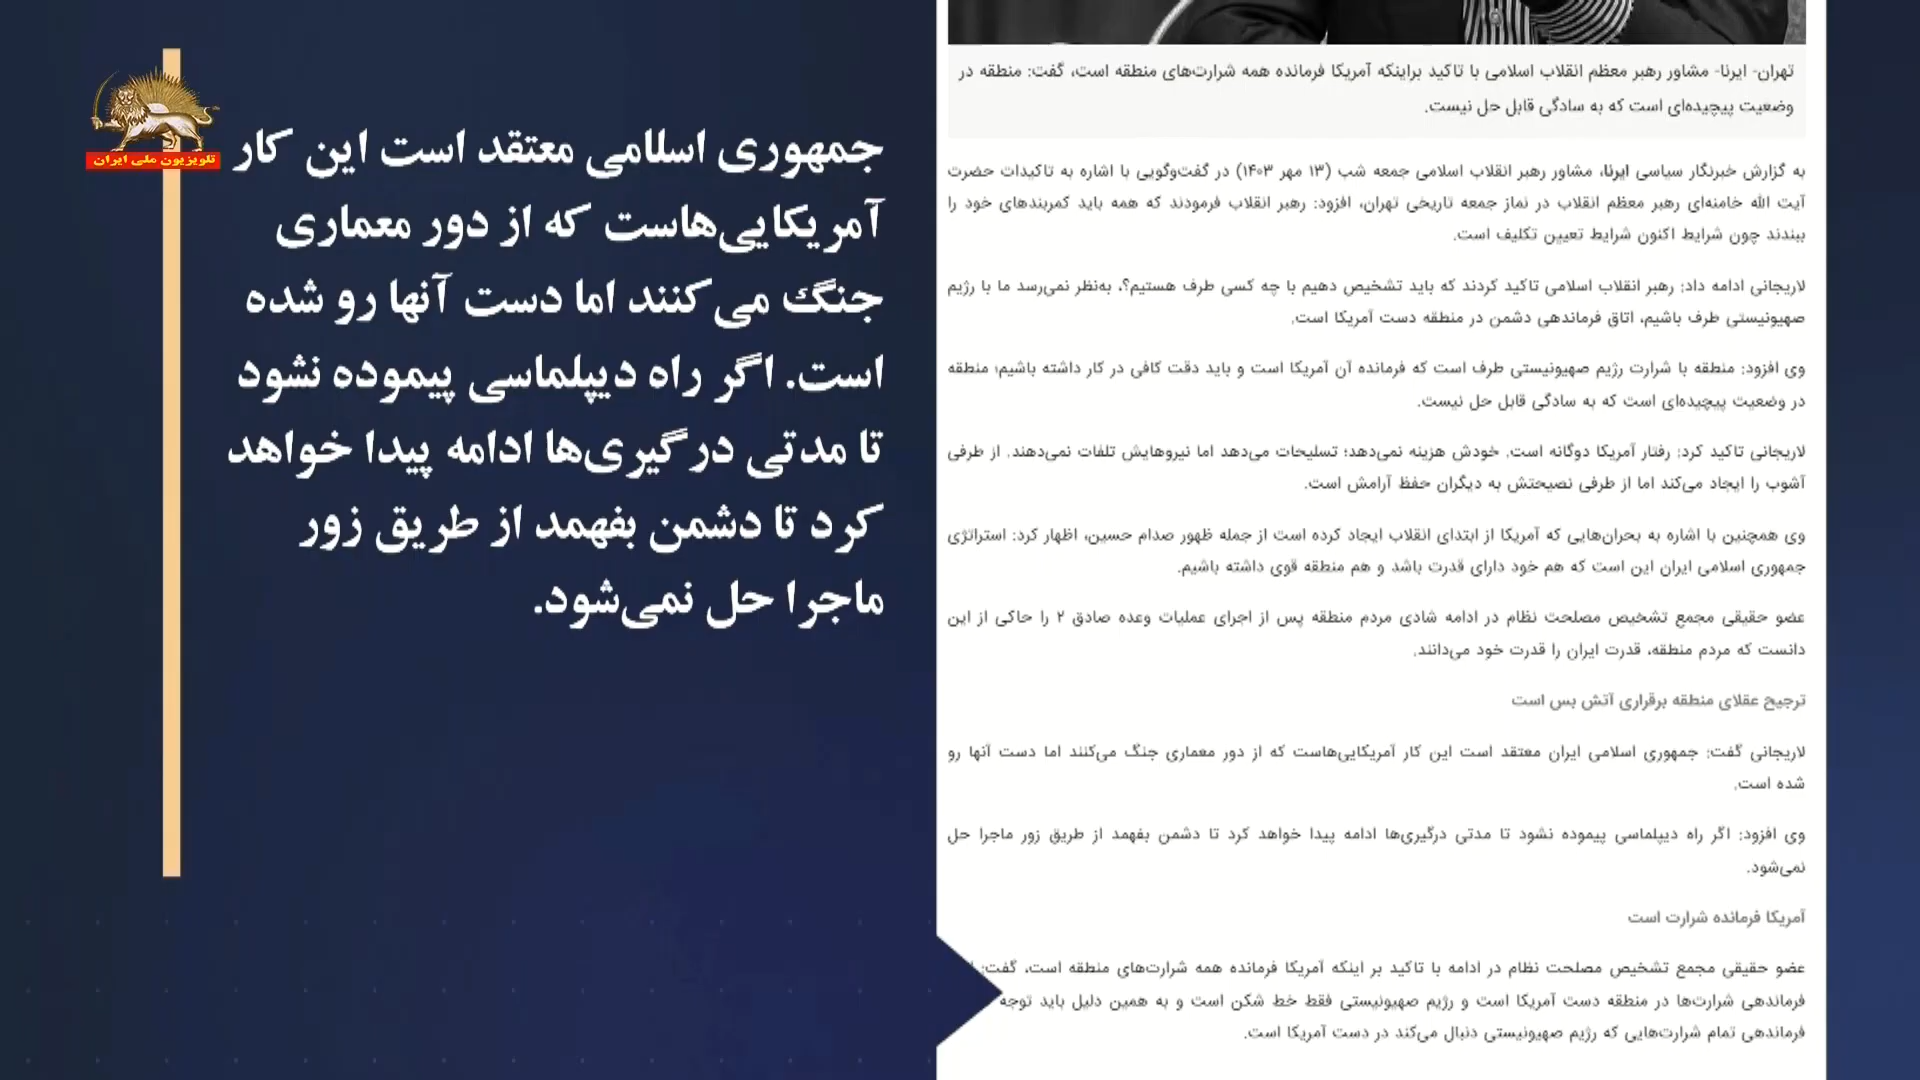 تلویزیون ملی ایران
جمهوری اسلامی معتقد است این کار
آمریکایی‌هاست که از دور معماری
جنگ می‌کنند اما دست آنها رو شده
است. اگر راه دیپلماسی پیموده نشود
تا مدتی درگیری‌ها ادامه پیدا خواهد
کرد تا دشمن بفهمد از طریق زور
ماجرا حل نمی‌شود.
تهران- ایرنا- مشاور رهبر معظم انقلاب اسلامی با تاکید براینکه آمریکا فرمانده همه شرارت‌های منطقه است، گفت: منطقه در
وضعیت پیچیده‌ای است که به سادگی قابل حل نیست.
به گزارش خبرنگار سیاسی ایرنا، مشاور رهبر انقلاب اسلامی جمعه شب (۱۳ مهر ۱۴۰۳) در گفت‌وگویی با اشاره به تاکیدات حضرت
آیت الله خامنه‌ای رهبر معظم انقلاب در نماز جمعه تاریخی تهران، افزود: رهبر انقلاب فرمودند که همه باید کمربندهای خود را
ببندند چون شرایط اکنون شرایط تعیین تکلیف است.
لاریجانی ادامه داد: رهبر انقلاب اسلامی تاکید کردند که باید تشخیص دهیم با چه کسی طرف هستیم؟، به‌نظر نمی‌رسد ما با رژیم
صهیونیستی طرف باشیم، اتاق فرماندهی دشمن در منطقه دست آمریکا است.
وی افزود: منطقه با شرارت رژیم صهیونیستی طرف است که فرمانده آن آمریکا است و باید دقت کافی در کار داشته باشیم؛ منطقه
در وضعیت پیچیده‌ای است که به سادگی قابل حل نیست.
لاریجانی تاکید کرد: رفتار آمریکا دوگانه است. خودش هزینه نمی‌دهد؛ تسلیحات می‌دهد اما نیروهایش تلفات نمی‌دهند. از طرفی
آشوب را ایجاد می‌کند اما از طرفی نصیحتش به دیگران حفظ آرامش است.
وی همچنین با اشاره به بحران‌هایی که آمریکا از ابتدای انقلاب ایجاد کرده است از جمله ظهور صدام حسین، اظهار کرد: استراتژی
جمهوری اسلامی ایران این است که هم خود دارای قدرت باشد و هم منطقه قوی داشته باشیم.
عضو حقیقی مجمع تشخیص مصلحت نظام در ادامه شادی مردم منطقه پس از اجرای عملیات وعده صادق ۲ را حاکی از این
دانست که مردم منطقه، قدرت ایران را قدرت خود می‌دانند.
ترجیح عقلای منطقه برقراری آتش بس است
لاریجانی گفت: جمهوری اسلامی ایران معتقد است این کار آمریکایی‌هاست که از دور معماری جنگ می‌کنند اما دست آنها رو
شده است.
وی افزود: اگر راه دیپلماسی پیموده نشود تا مدتی درگیری‌ها ادامه پیدا خواهد کرد تا دشمن بفهمد از طریق زور ماجرا حل
نمی‌شود.
آمریکا فرمانده شرارت است
عضو حقیقی مجمع تشخیص مصلحت نظام در ادامه با تاکید بر اینکه آمریکا فرمانده همه شرارت‌های منطقه است، گفت:
فرماندهی شرارت‌ها در منطقه دست آمریکا است و رژیم صهیونیستی فقط خط شکن است و به همین دلیل باید توجه
فرماندهی تمام شرارت‌هایی که رژیم صهیونیستی دنبال می‌کند در دست آمریکا است.